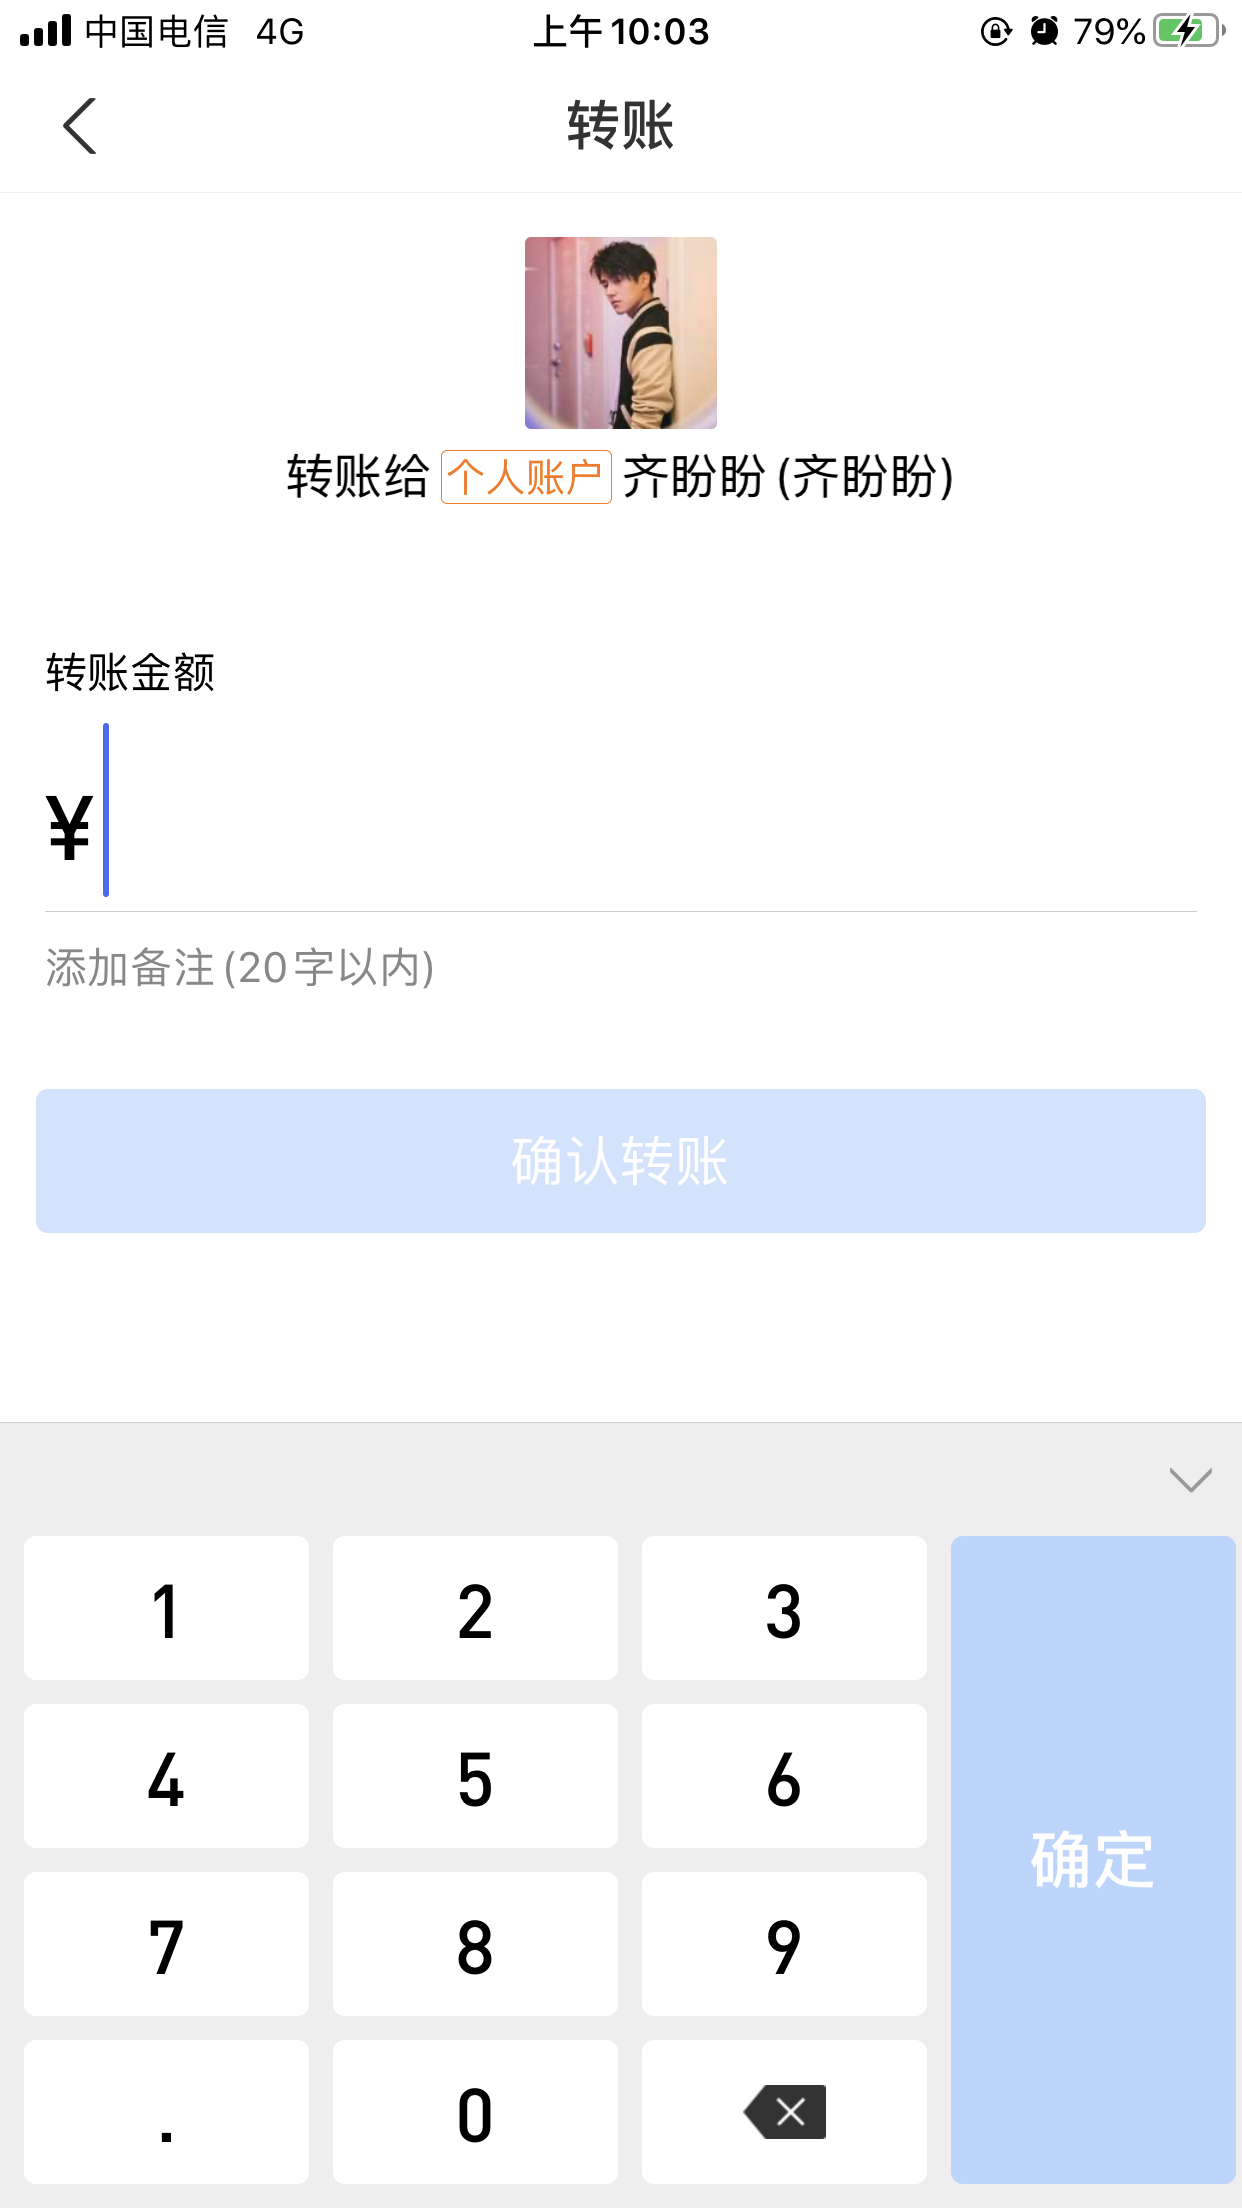 中国电信 4G 上午10:03 79%
转账
转账给 个人账户 齐盼盼(齐盼盼)
转账金额
¥
添加备注(20字以内)
确认转账
1 2 3
4 5 6
确定
7 8 9
. 0